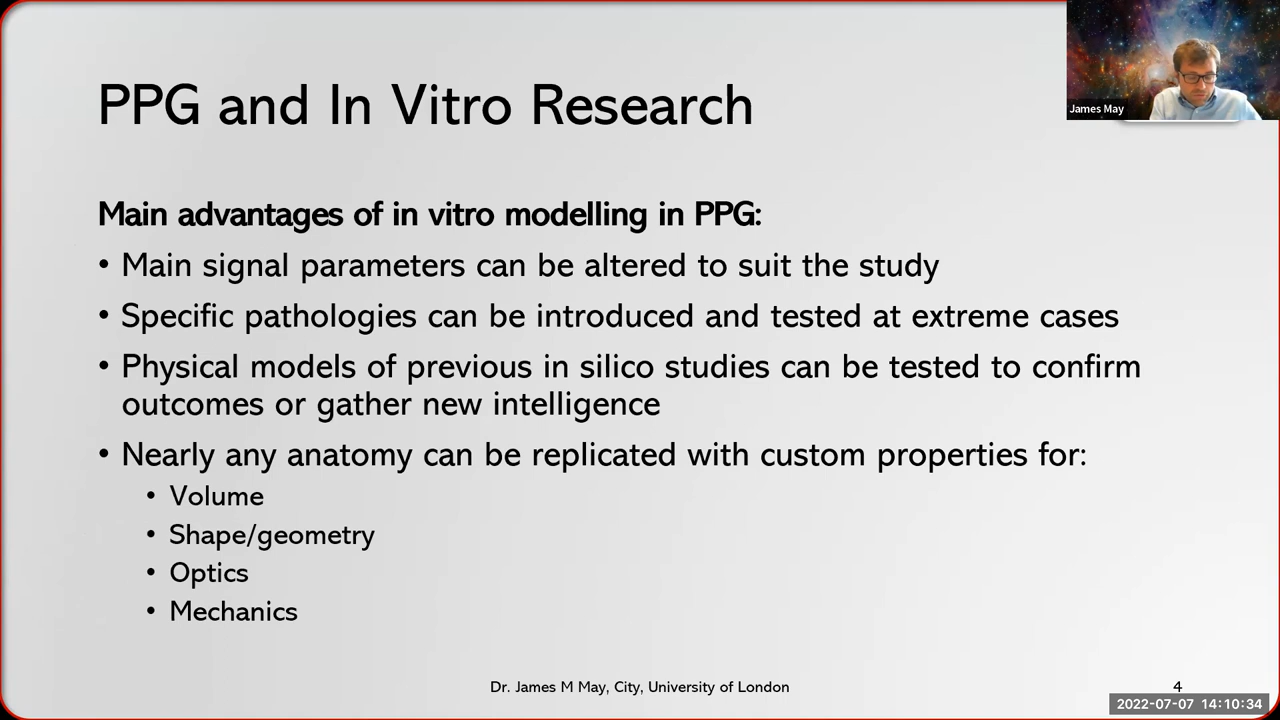 PPG and In Vitro Research
James May
Main advantages of in vitro modelling in PPG:
• Main signal parameters can be altered to suit the study
• Specific pathologies can be introduced and tested at extreme cases
• Physical models of previous in silico studies can be tested to confirm
outcomes or gather new intelligence
• Nearly any anatomy can be replicated with custom properties for:
• Volume
• Shape/geometry
• Optics
• Mechanics
Dr. James M May, City, University of London
4
2022-07-07 14:10:34